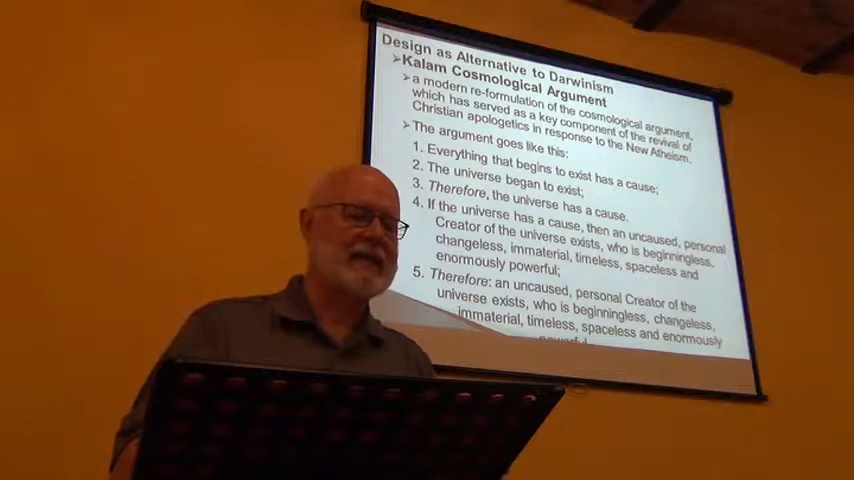 Design as Alternative to Darwinism
➢Kalam Cosmological Argument
➢a modern re-formulation of the cosmological argument,
which has served as a key component of the revival of
Christian apologetics in response to the New Atheism.
➢The argument goes like this:
1. Everything that begins to exist has a cause;
2. The universe began to exist;
3. Therefore, the universe has a cause.
4. If the universe has a cause, then an uncaused, personal
Creator of the universe exists, who is beginningless,
changeless, immaterial, timeless, spaceless and
enormously powerful;
5. Therefore: an uncaused, personal Creator of the
universe exists, who is beginningless, changeless,
immaterial, timeless, spaceless and enormously
powerful.